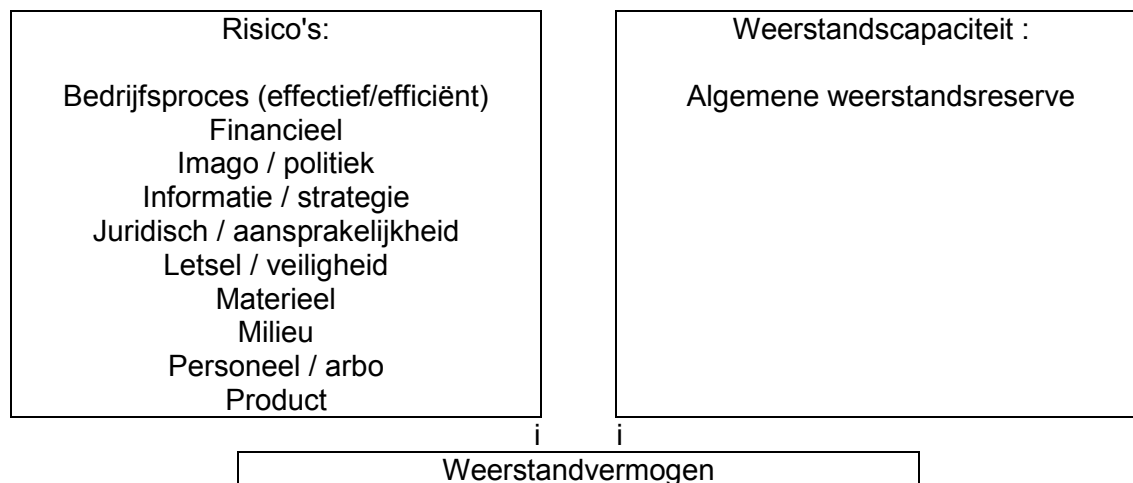 Risico's:
Bedrijfsproces (effectief/efficiënt)
Financieel
Imago / politiek
Informatie / strategie
Juridisch / aansprakelijkheid
Letsel / veiligheid
Materieel
Milieu
Personeel / arbo
Product
Weerstandscapaciteit :
Algemene weerstandsreserve
i i
Weerstandvermogen